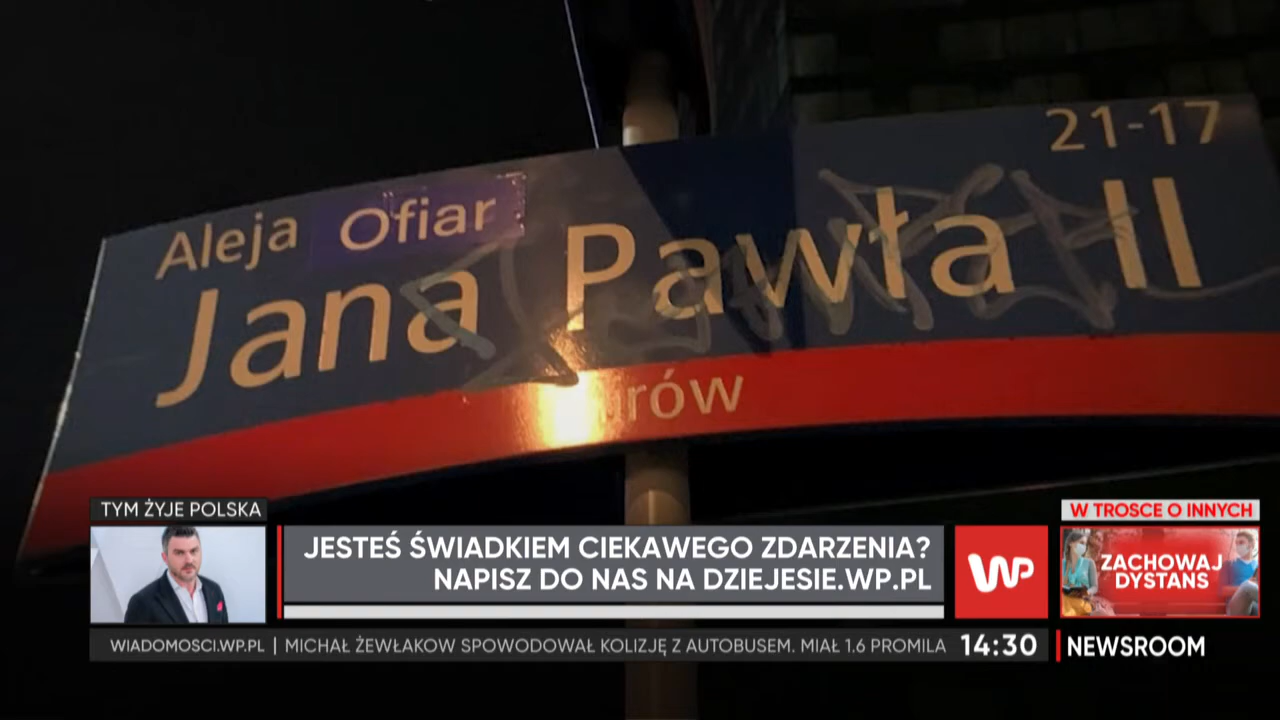 21-17
Aleja Ofiar
Jana Pawła II
rów
TYM ŻYJE POLSKA
JESTEŚ ŚWIADKIEM CIEKAWEGO ZDARZENIA?
NAPISZ DO NAS NA DZIEJESIE.WP.PL
WP
W TROSCE O INNYCH
ZACHOWAJ
DYSTANS
WIADOMOSCI.WP.PL | MICHAŁ ŻEWŁAKOW SPOWODOWAŁ KOLIZJĘ Z AUTOBUSEM. MIAŁ 1.6 PROMILA
14:30
NEWSROOM